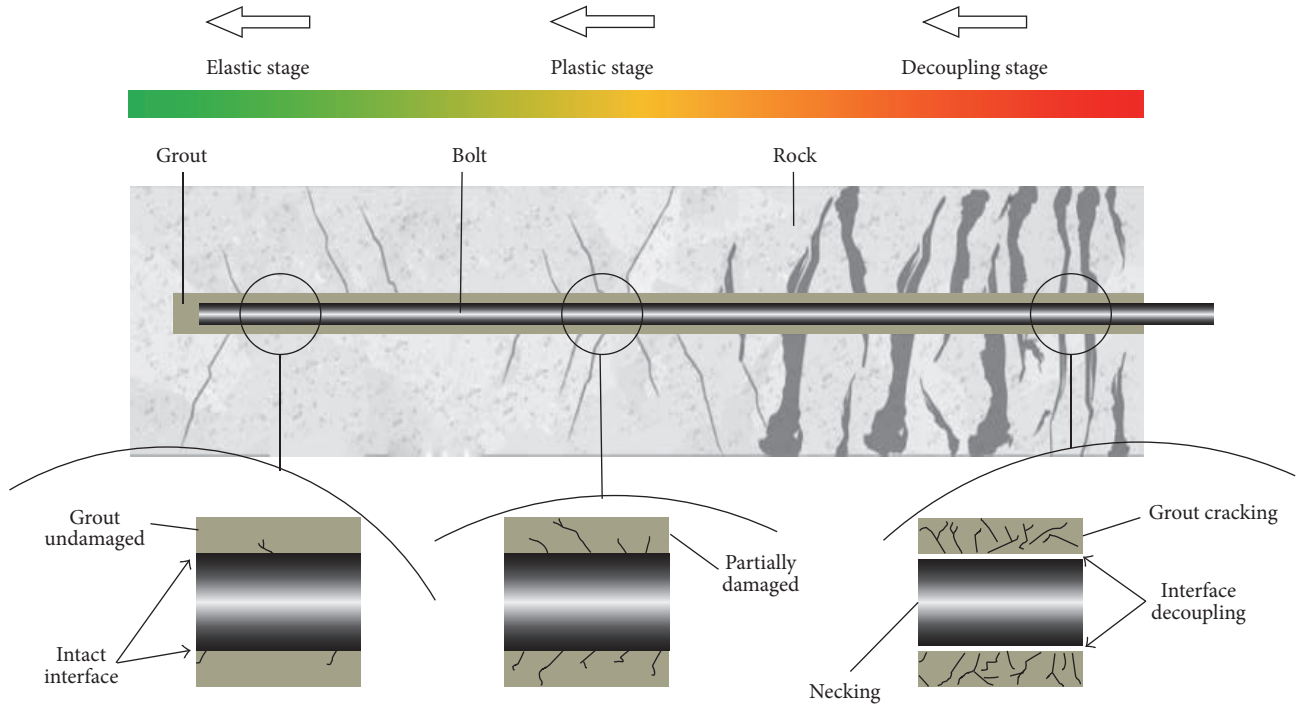 Elastic stage
Plastic stage
Decoupling stage
Grout
Bolt
Rock
Grout
undamaged
Intact
interface
Partially
damaged
Grout cracking
Interface
decoupling
Necking